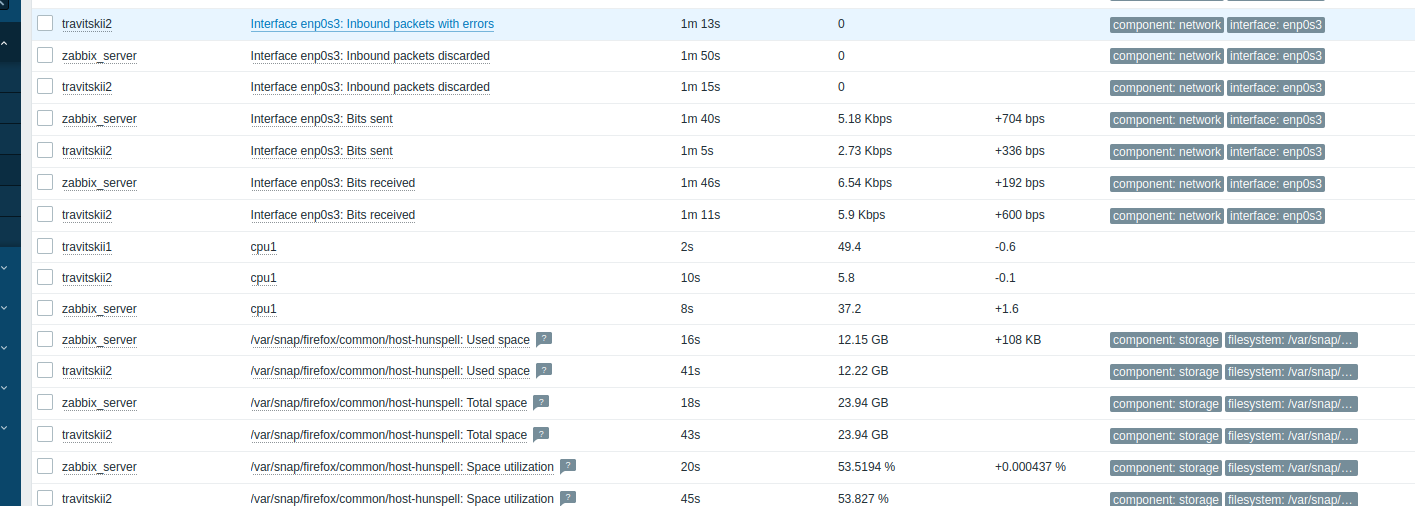 travitskii2 Interface enp0s3: Inbound packets with errors 1m 13s 0 component: network interface: enp0s3
zabbix_server Interface enp0s3: Inbound packets discarded 1m 50s 0 component: network interface: enp0s3
travitskii2 Interface enp0s3: Inbound packets discarded 1m 15s 0 component: network interface: enp0s3
zabbix_server Interface enp0s3: Bits sent 1m 40s 5.18 Kbps +704 bps component: network interface: enp0s3
travitskii2 Interface enp0s3: Bits sent 1m 5s 2.73 Kbps +336 bps component: network interface: enp0s3
zabbix_server Interface enp0s3: Bits received 1m 46s 6.54 Kbps +192 bps component: network interface: enp0s3
travitskii2 Interface enp0s3: Bits received 1m 11s 5.9 Kbps +600 bps component: network interface: enp0s3
travitskii1 cpu1 2s 49.4 -0.6
travitskii2 cpu1 10s 5.8 -0.1
zabbix_server cpu1 8s 37.2 +1.6
zabbix_server /var/snap/firefox/common/host-hunspell: Used space ? 16s 12.15 GB +108 KB component: storage filesystem: /var/snap/...
travitskii2 /var/snap/firefox/common/host-hunspell: Used space ? 41s 12.22 GB component: storage filesystem: /var/snap/...
zabbix_server /var/snap/firefox/common/host-hunspell: Total space ? 18s 23.94 GB component: storage filesystem: /var/snap/...
travitskii2 /var/snap/firefox/common/host-hunspell: Total space ? 43s 23.94 GB component: storage filesystem: /var/snap/...
zabbix_server /var/snap/firefox/common/host-hunspell: Space utilization ? 20s 53.5194 % +0.000437 % component: storage filesystem: /var/snap/...
travitskii2 /var/snap/firefox/common/host-hunspell: Space utilization ? 45s 53.827 % component: storage filesystem: /var/snap/...